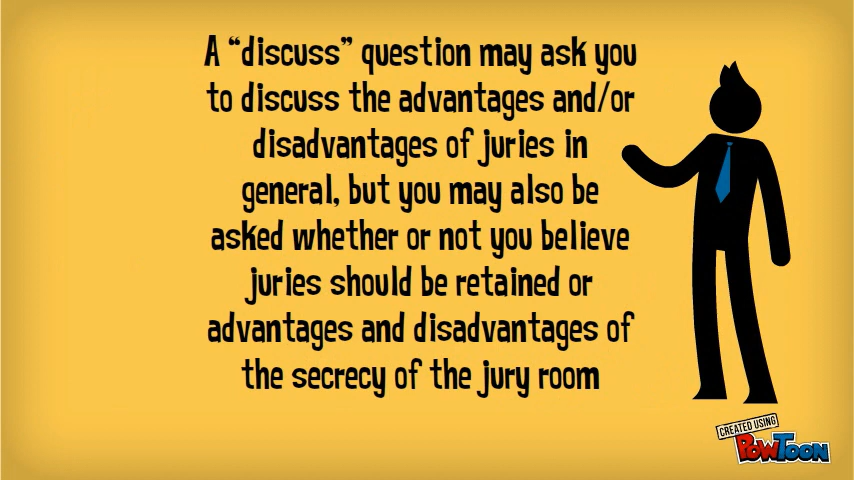 A “discuss” question may ask you
to discuss the advantages and/or
disadvantages of juries in
general, but you may also be
asked whether or not you believe
juries should be retained or
advantages and disadvantages of
the secrecy of the jury room
CREATED USING
POWTOON